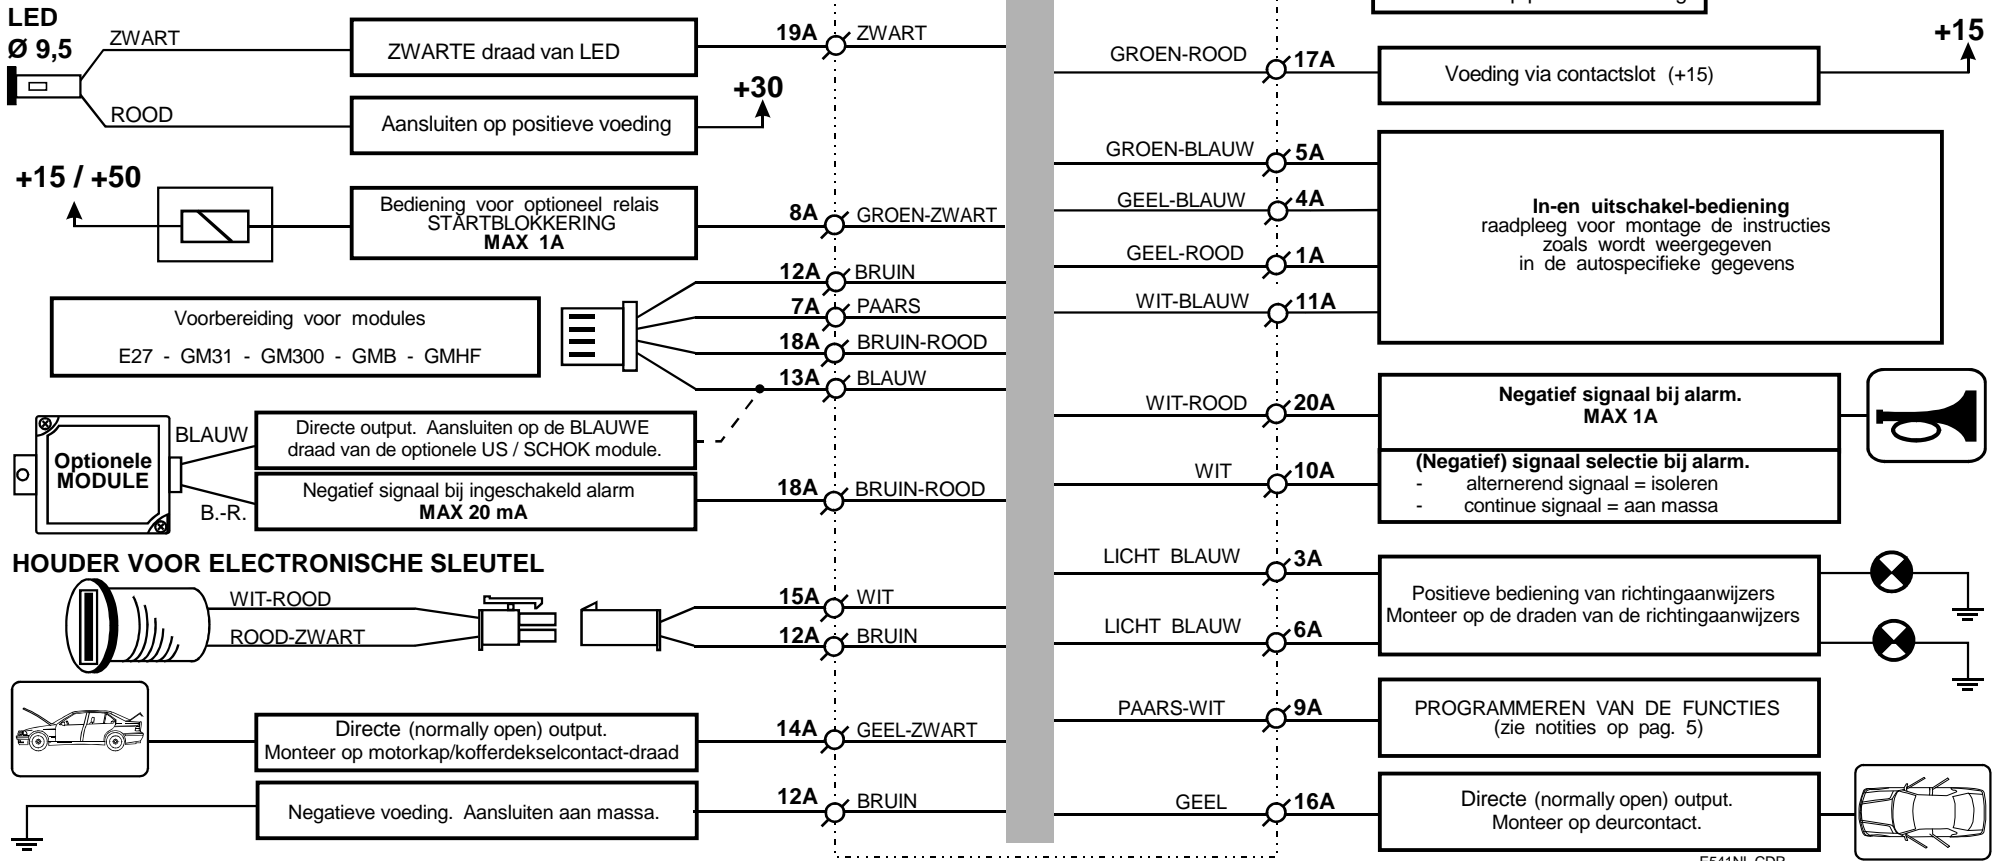 LED
Ø 9,5
ZWART
ZWARTE draad van LED
19A
ZWART
ROOD
Aansluiten op positieve voeding
+30
+15 / +50
Bediening voor optioneel relais
STARTBLOKKERING
MAX 1A
8A
GROEN-ZWART
Voorbereiding voor modules
E27 - GM31 - GM300 - GMB - GMHF
12A
BRUIN
7A
PAARS
18A
BRUIN-ROOD
13A
BLAUW
Optionele
MODULE
BLAUW
Directe output. Aansluiten op de BLAUWE
draad van de optionele US / SCHOK module.
B.-R.
Negatief signaal bij ingeschakeld alarm
MAX 20 mA
18A
BRUIN-ROOD
HOUDER VOOR ELECTRONISCHE SLEUTEL
WIT-ROOD
ROOD-ZWART
15A
WIT
12A
BRUIN
Directe (normally open) output.
Monteer op motorkap/kofferdekselcontact-draad
14A
GEEL-ZWART
Negatieve voeding. Aansluiten aan massa.
12A
BRUIN
GROEN-ROOD
17A
Voeding via contactslot (+15)
+15
GROEN-BLAUW
5A
GEEL-BLAUW
4A
GEEL-ROOD
1A
WIT-BLAUW
11A
In-en uitschakel-bediening
raadpleeg voor montage de instructies
zoals wordt weergegeven
in de autospecifieke gegevens
WIT-ROOD
20A
Negatief signaal bij alarm.
MAX 1A
WIT
10A
(Negatief) signaal selectie bij alarm.
- alternerend signaal = isoleren
- continue signaal = aan massa
LICHT BLAUW
3A
LICHT BLAUW
6A
Positieve bediening van richtingaanwijzers
Monteer op de draden van de richtingaanwijzers
PAARS-WIT
9A
PROGRAMMEREN VAN DE FUNCTIES
(zie notities op pag. 5)
GEEL
16A
Directe (normally open) output.
Monteer op deurcontact.